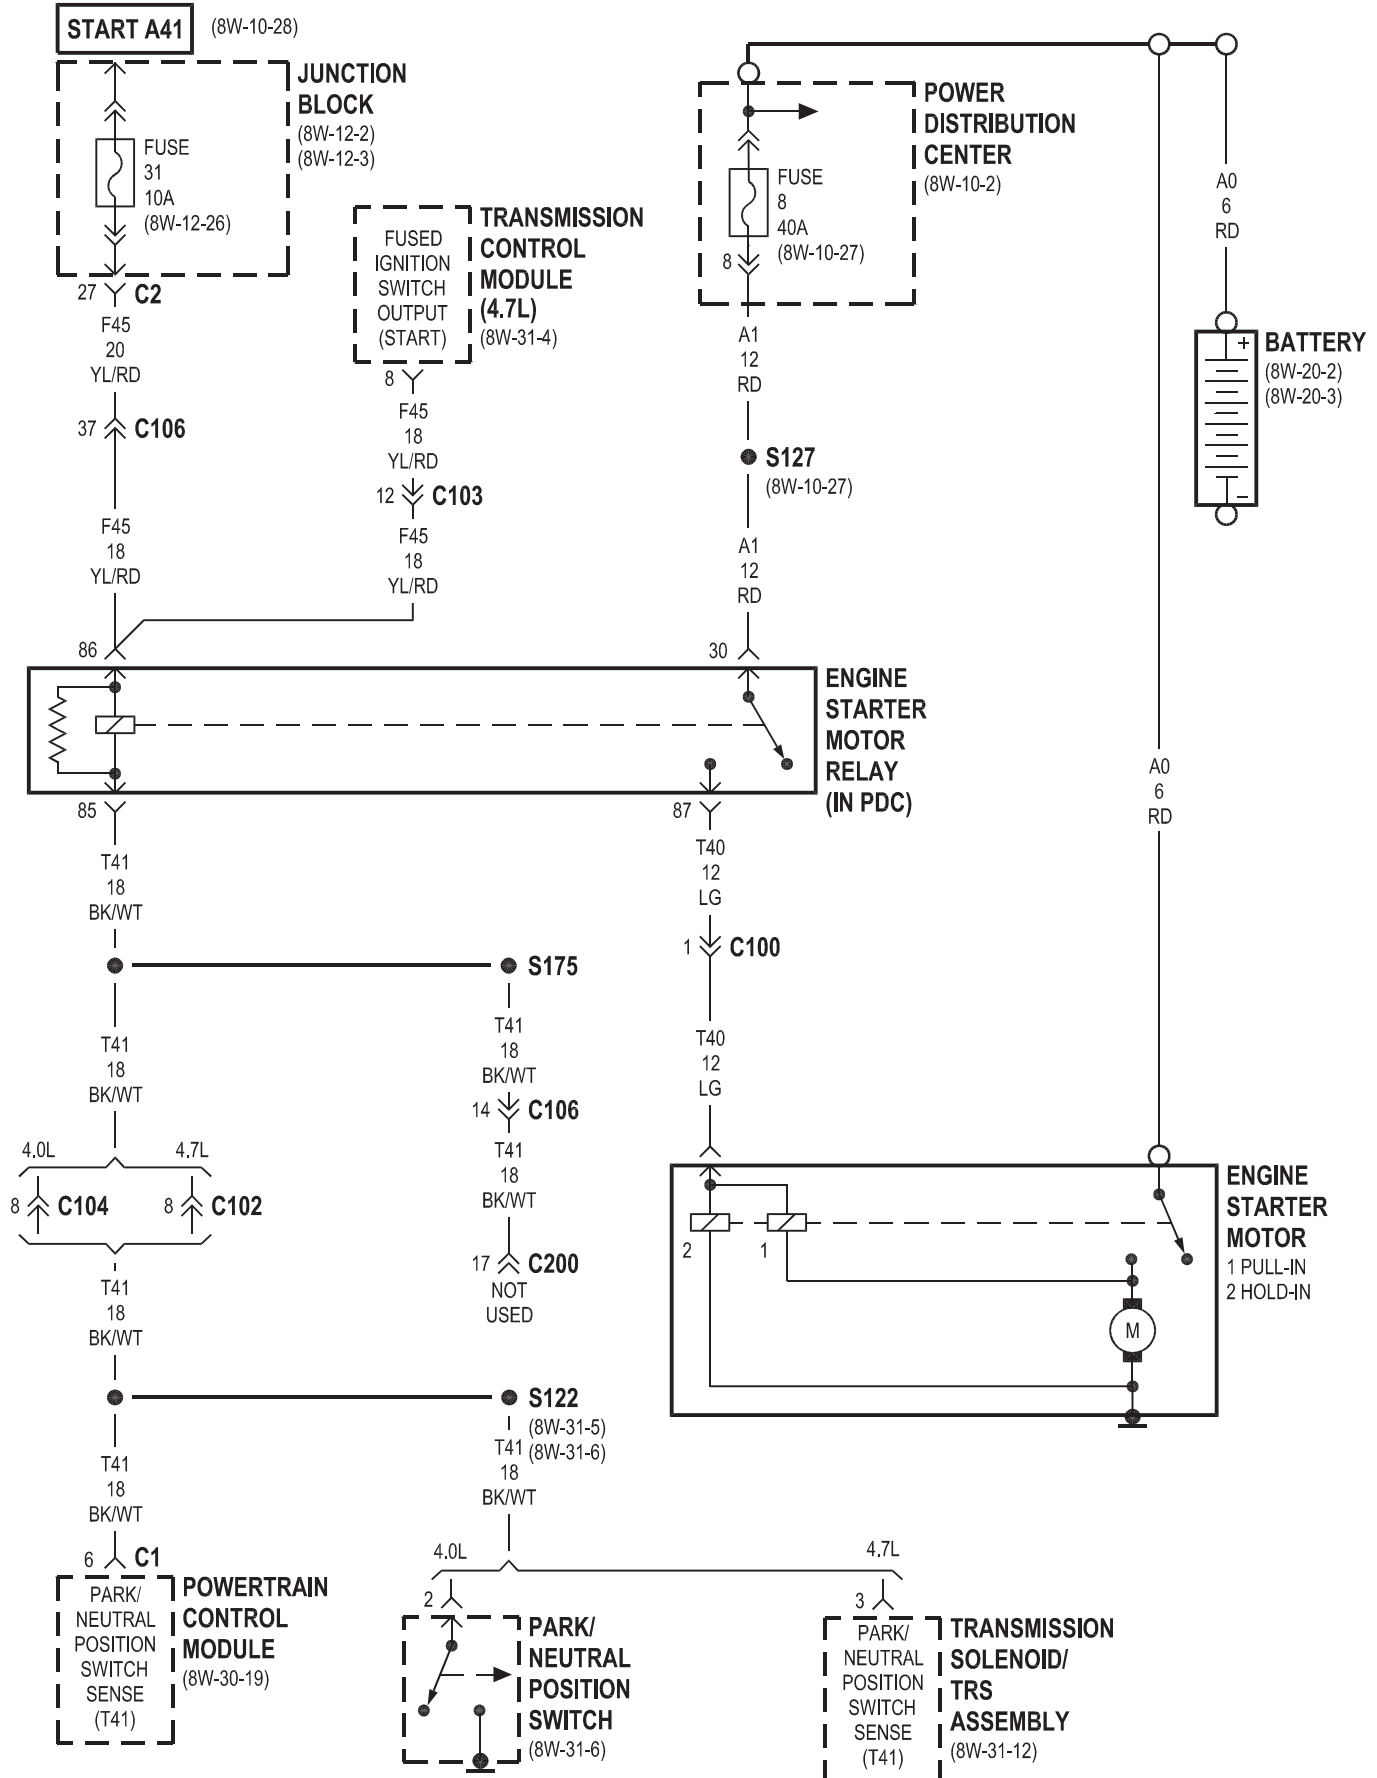 START A41
(8W-10-28)
JUNCTION
BLOCK
(8W-12-2)
(8W-12-3)
FUSE
31
10A
(8W-12-26)
27
C2
F45
20
YL/RD
37
C106
F45
18
YL/RD
86
FUSED
IGNITION
SWITCH
OUTPUT
(START)
TRANSMISSION
CONTROL
MODULE
(4.7L)
(8W-31-4)
8
F45
18
YL/RD
12
C103
F45
18
YL/RD
POWER
DISTRIBUTION
CENTER
(8W-10-2)
FUSE
8
40A
(8W-10-27)
8
A1
12
RD
S127
(8W-10-27)
A1
12
RD
30
A0
6
RD
+
-
BATTERY
(8W-20-2)
(8W-20-3)
ENGINE
STARTER
MOTOR
RELAY
(IN PDC)
85
T41
18
BK/WT
87
T40
12
LG
A0
6
RD
S175
T41
18
BK/WT
T41
18
BK/WT
1
C100
T40
12
LG
14
C106
T41
18
BK/WT
17
C200
NOT
USED
4.0L
4.7L
8
C104
8
C102
T41
18
BK/WT
ENGINE
STARTER
MOTOR
1 PULL-IN
2 HOLD-IN
2
1
M
S122
(8W-31-5)
(8W-31-6)
T41
18
BK/WT
T41
18
BK/WT
6
C1
PARK/
NEUTRAL
POSITION
SWITCH
SENSE
(T41)
POWERTRAIN
CONTROL
MODULE
(8W-30-19)
4.0L
4.7L
2
PARK/
NEUTRAL
POSITION
SWITCH
(8W-31-6)
3
PARK/
NEUTRAL
POSITION
SWITCH
SENSE
(T41)
TRANSMISSION
SOLENOID/
TRS
ASSEMBLY
(8W-31-12)